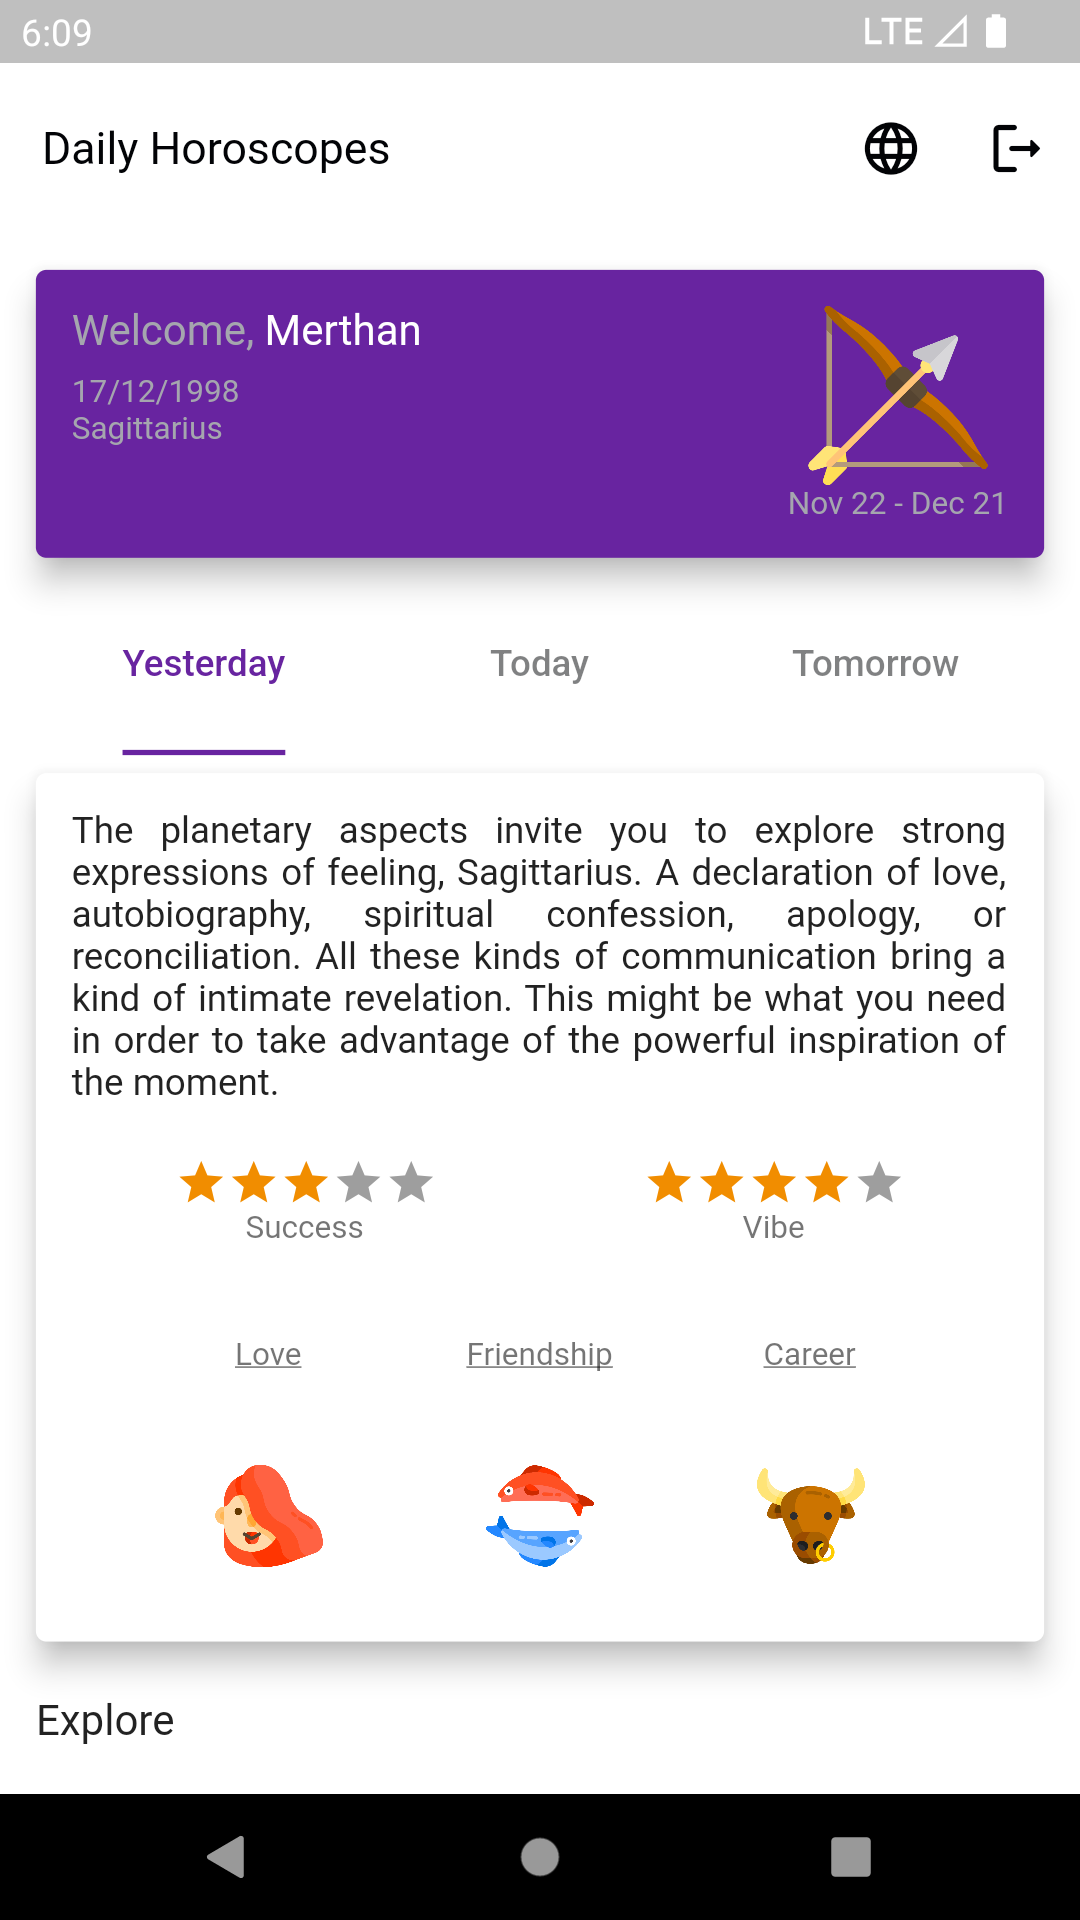 6:09
LTE
Daily Horoscopes
Welcome, Merthan
17/12/1998
Sagittarius
Nov 22 - Dec 21
Yesterday
Today
Tomorrow
The planetary aspects invite you to explore strong
expressions of feeling, Sagittarius. A declaration of love,
autobiography, spiritual confession, apology, or
reconciliation. All these kinds of communication bring a
kind of intimate revelation. This might be what you need
in order to take advantage of the powerful inspiration of
the moment.
Success
Vibe
Love
Friendship
Career
Explore